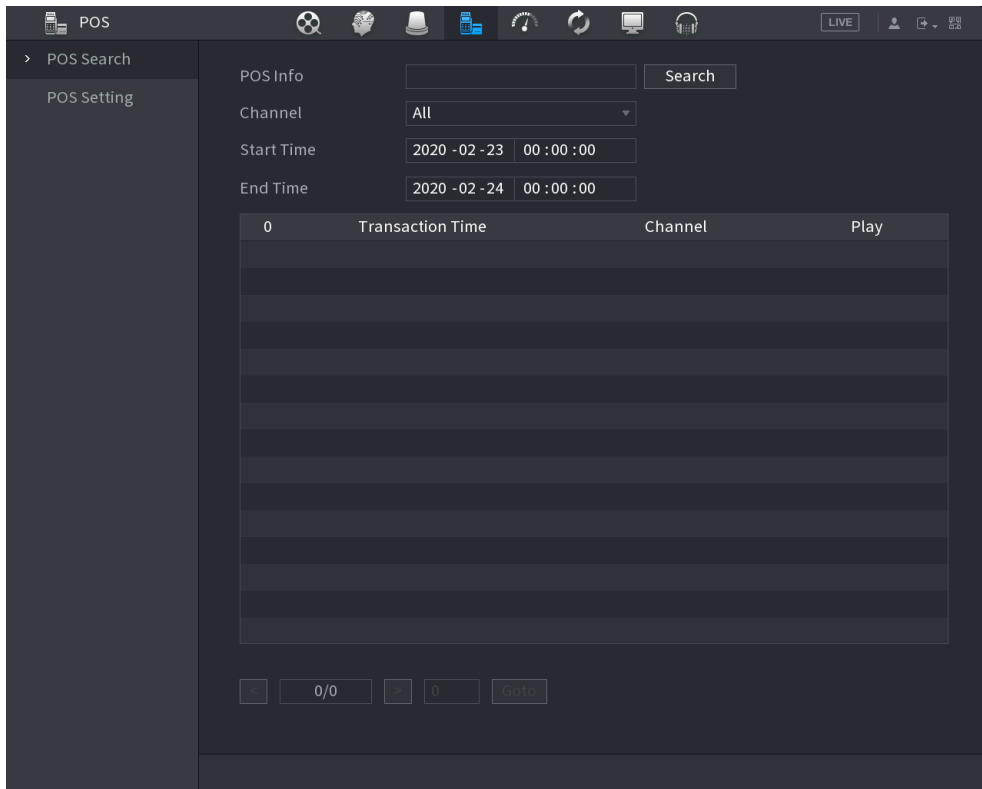 POS
LIVE
POS Search
POS Setting
POS Info
Search
Channel
All
Start Time
2020 -02 -23 00 : 00 : 00
End Time
2020 -02 -24 00 : 00 : 00
0 Transaction Time Channel Play
< 0/0 > 0 Goto